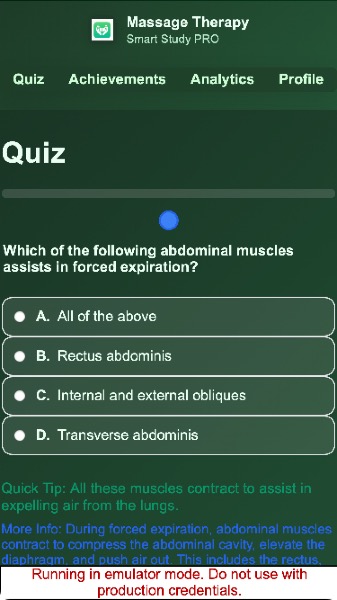 Massage Therapy
Smart Study PRO
Quiz Achievements Analytics Profile
Quiz
Which of the following abdominal muscles
assists in forced expiration?
A. All of the above
B. Rectus abdominis
C. Internal and external obliques
D. Transverse abdominis
Quick Tip: All these muscles contract to assist in
expelling air from the lungs.
More Info: During forced expiration, abdominal muscles
contract to compress the abdominal cavity, elevate the
diaphragm, and push air out. This includes the rectus,
Running in emulator mode. Do not use with
production credentials.